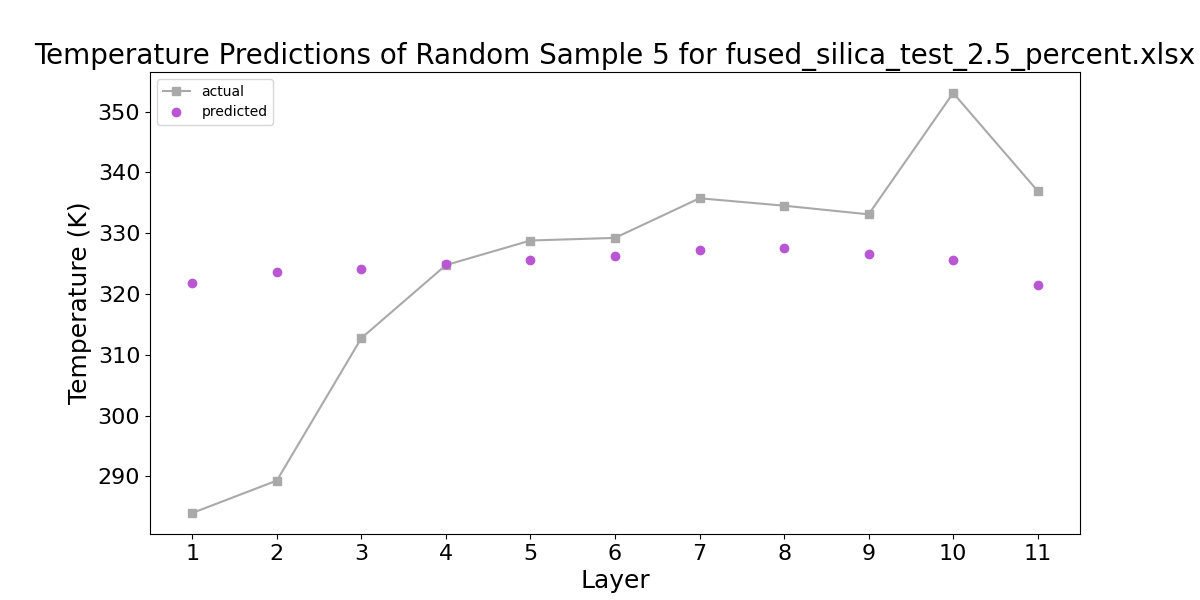 Temperature Predictions of Random Sample 5 for fused_silica_test_2.5_percent.xlsx
actual
predicted
350
340
330
320
310
300
290
Temperature (K)
1 2 3 4 5 6 7 8 9 10 11
Layer